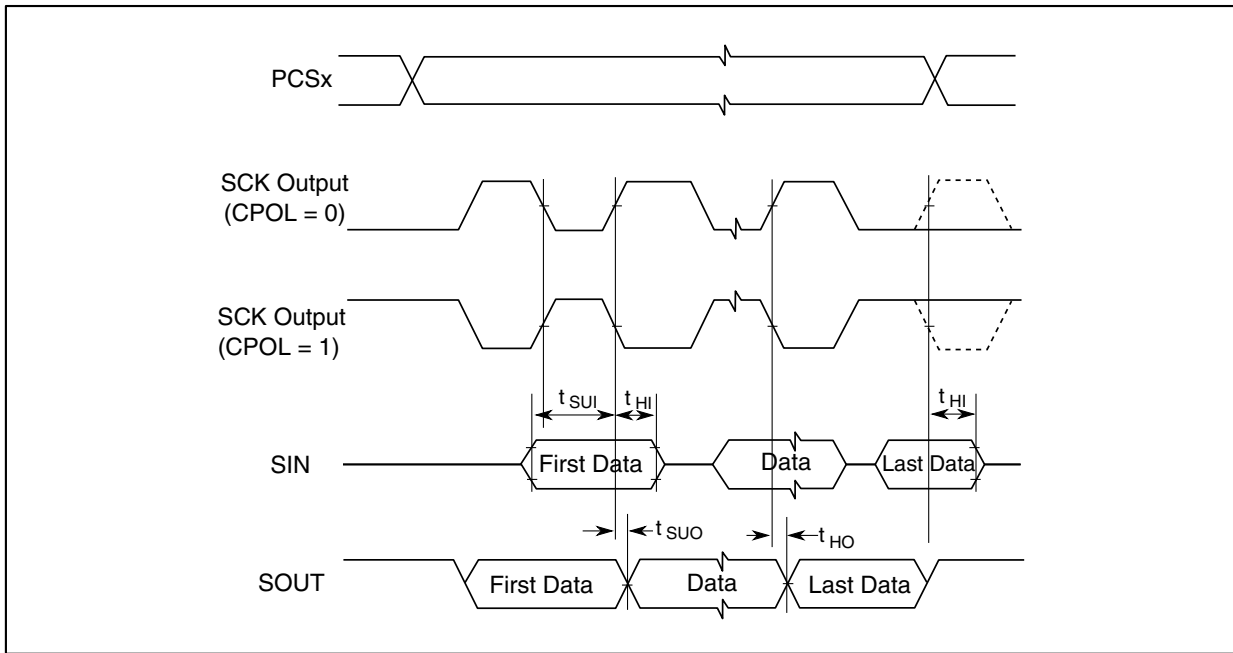 PCSx
SCK Output
(CPOL = 0)
SCK Output
(CPOL = 1)
t SUI
t HI
t HI
SIN
First Data
Data
Last Data
t SUO
t HO
SOUT
First Data
Data
Last Data